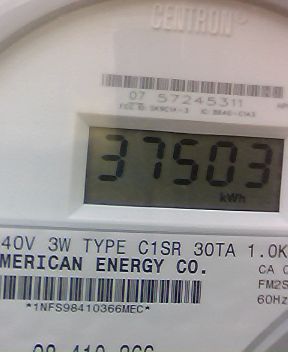 CENTRON®
07 57245311
37503
kWh
40V 3W TYPE C1SR 30TA 1.0K
MERICAN ENERGY CO.
CA 0
FM2S
60Hz
*1NFS98410366MEC*